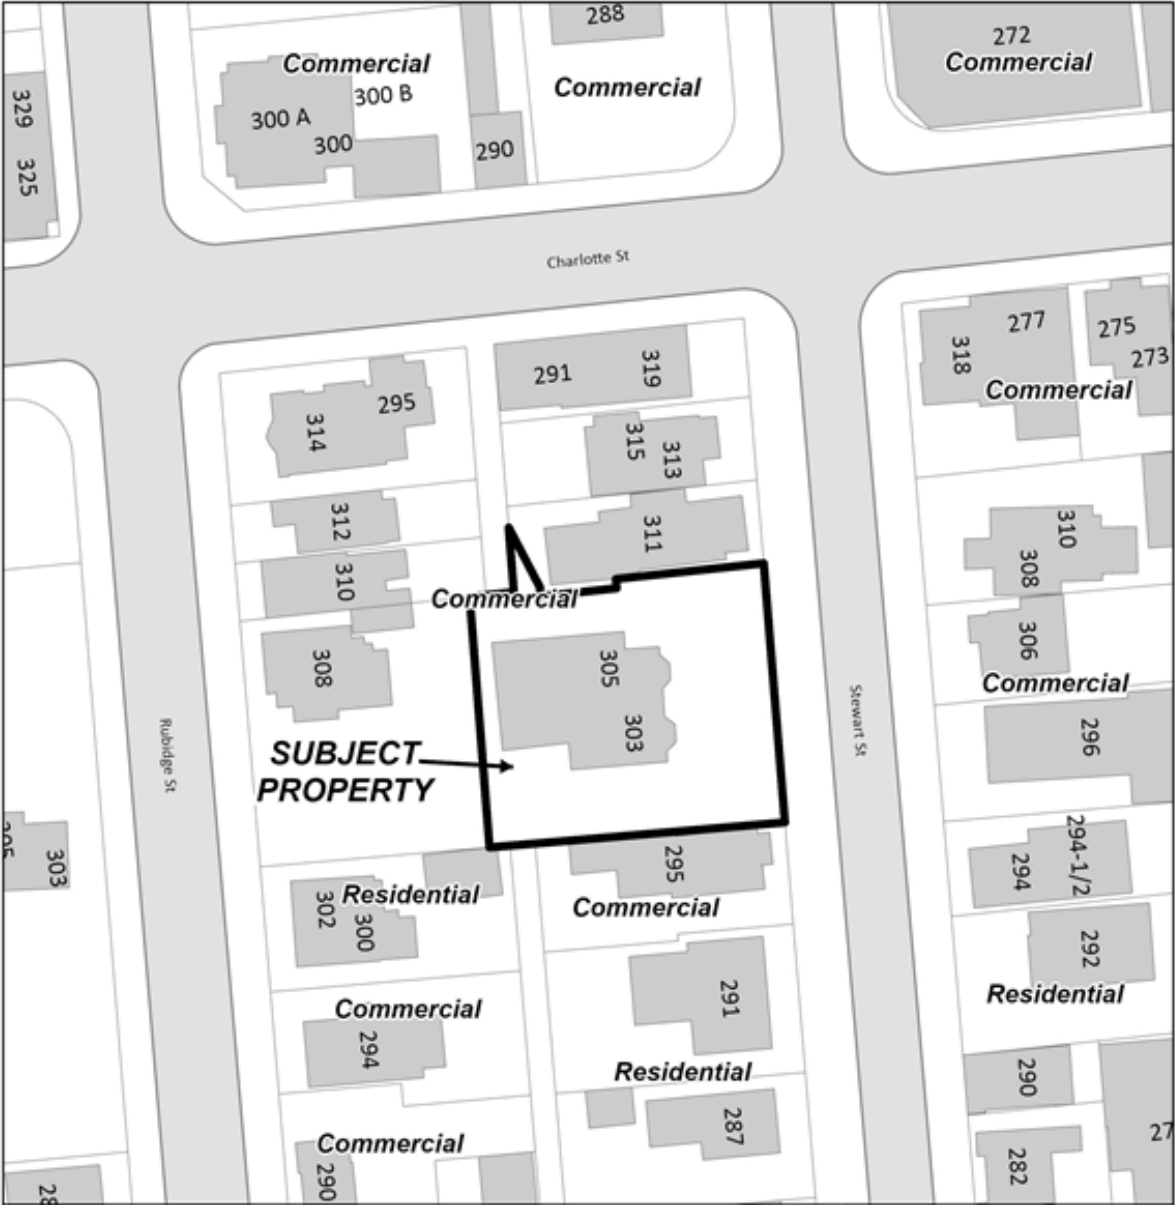 288
272
Commercial
Commercial
Commercial
300 B
329
300 A
300
290
325
Charlotte St
277
275
318
273
291
319
Commercial
295
314
315
313
312
311
310
310
308
Commercial
306
308
305
Commercial
303
Stewart St
296
Rubidge St
SUBJECT
PROPERTY
303
295
294-1/2
294
Residential
302
300
Commercial
292
291
Residential
Commercial
294
Residential
290
287
27
Commercial
290
282
28